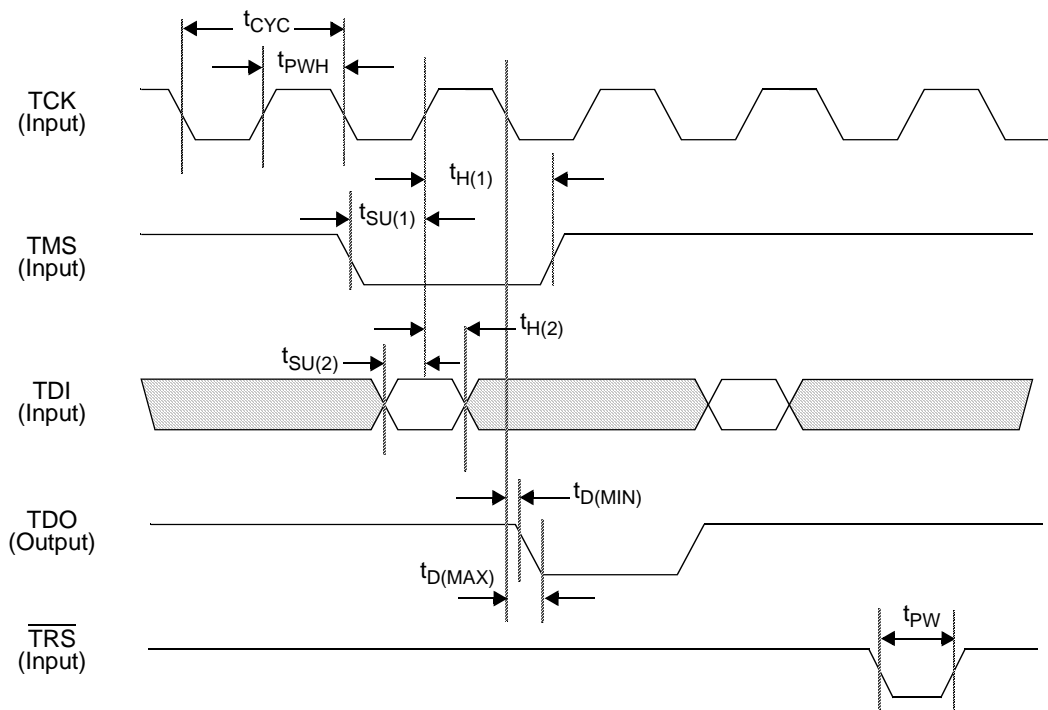 tCYC
tPWH
TCK
(Input)
tH(1)
tSU(1)
TMS
(Input)
tH(2)
tSU(2)
TDI
(Input)
tD(MIN)
TDO
(Output)
tD(MAX)
TRS
(Input)
tPW